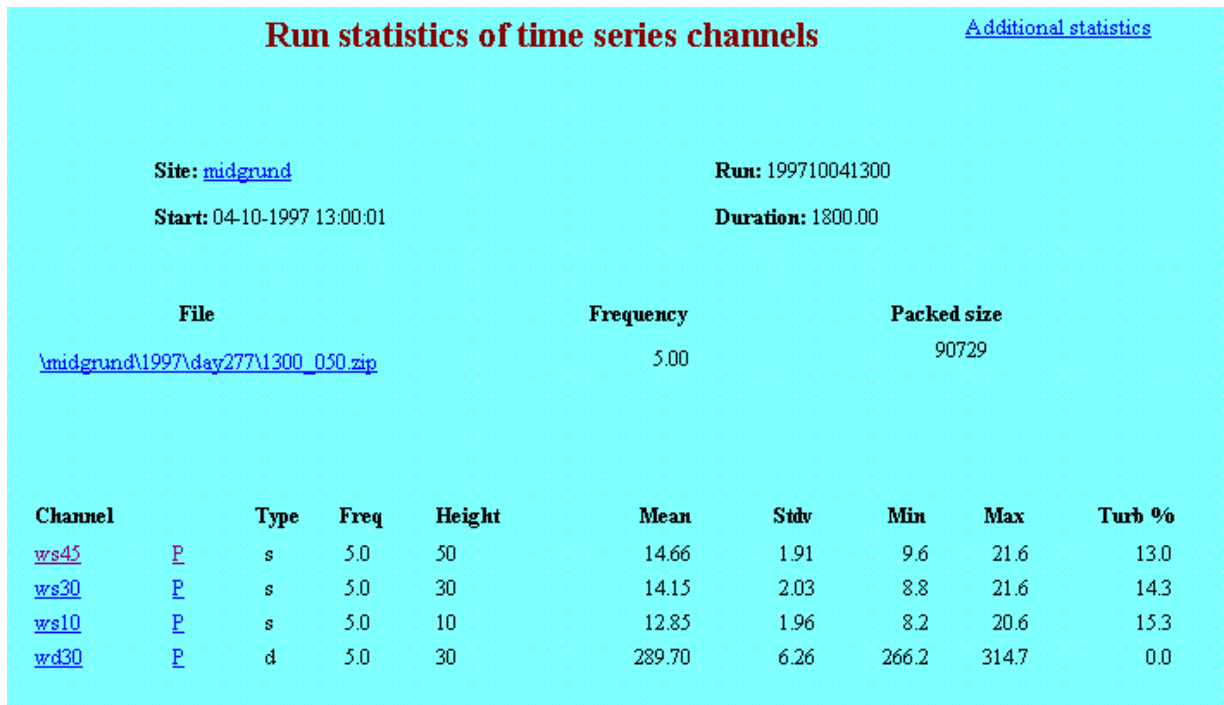 Run statistics of time series channels Additional statistics
Site: midgrund Run: 199710041300
Start: 04-10-1997 13:00:01 Duration: 1800.00
File Frequency Packed size
\midgrund\1997\day277\1300_050.zip 5.00 90729
Channel Type Freq Height Mean Stdv Min Max Turb %
ws45 P s 5.0 50 14.66 1.91 9.6 21.6 13.0
ws30 P s 5.0 30 14.15 2.03 8.8 21.6 14.3
ws10 P s 5.0 10 12.85 1.96 8.2 20.6 15.3
wd30 P d 5.0 30 289.70 6.26 266.2 314.7 0.0